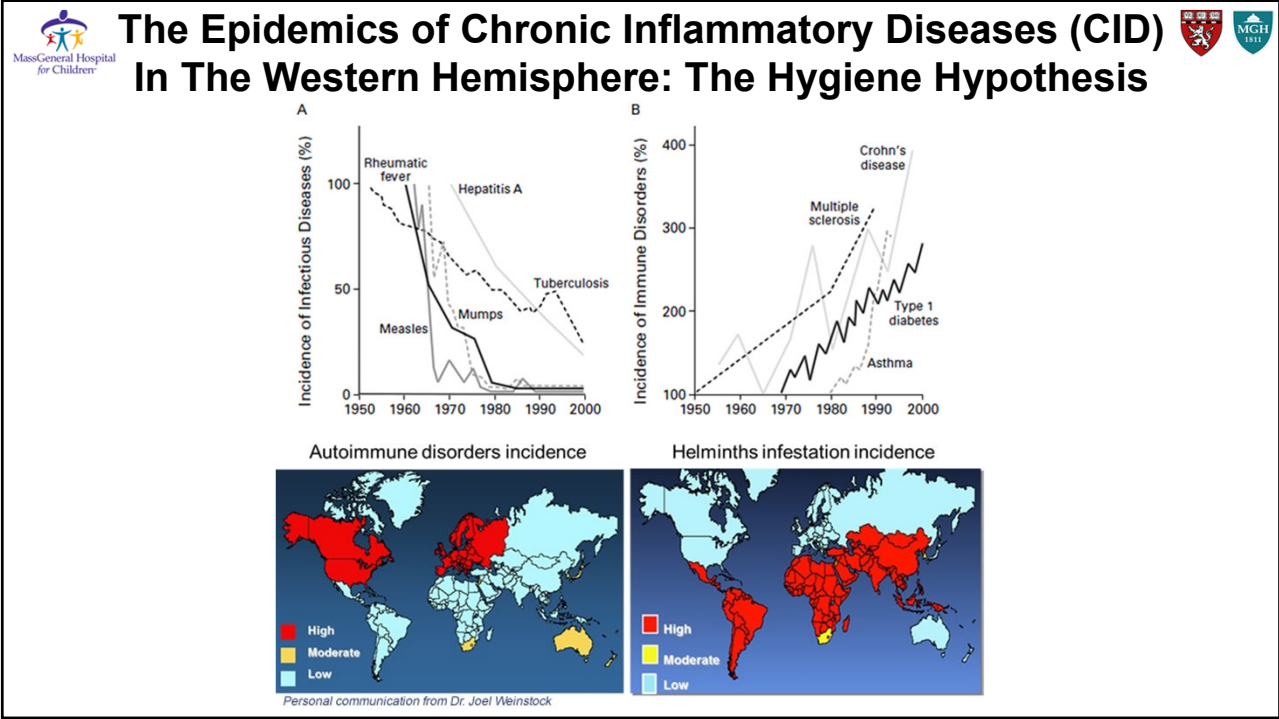 The Epidemics of Chronic Inflammatory Diseases (CID)
In The Western Hemisphere: The Hygiene Hypothesis
MassGeneral Hospital
for Children
MGH
1811
A
Incidence of Infectious Diseases (%)
100
50
0
1950 1960 1970 1980 1990 2000
Rheumatic
fever
Hepatitis A
Tuberculosis
Mumps
Measles
B
Incidence of Immune Disorders (%)
400
300
200
100
1950 1960 1970 1980 1990 2000
Crohn's
disease
Multiple
sclerosis
Type 1
diabetes
Asthma
Autoimmune disorders incidence
High
Moderate
Low
Personal communication from Dr. Joel Weinstock
Helminths infestation incidence
High
Moderate
Low